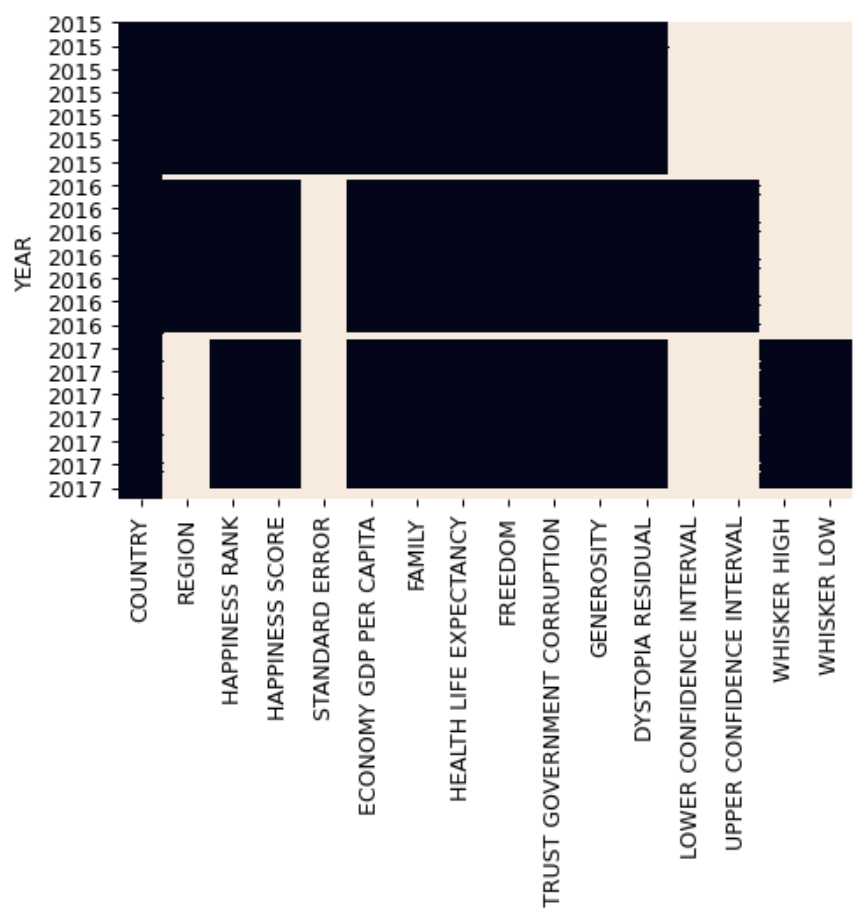 2015
2015
2015
2015
2015
2015
2015
2016
2016
2016
2016
2016
2016
2016
2017
2017
2017
2017
2017
2017
2017
YEAR
COUNTRY
REGION
HAPPINESS RANK
HAPPINESS SCORE
STANDARD ERROR
ECONOMY GDP PER CAPITA
FAMILY
HEALTH LIFE EXPECTANCY
FREEDOM
TRUST GOVERNMENT CORRUPTION
GENEROSITY
DYSTOPIA RESIDUAL
LOWER CONFIDENCE INTERVAL
UPPER CONFIDENCE INTERVAL
WHISKER HIGH
WHISKER LOW